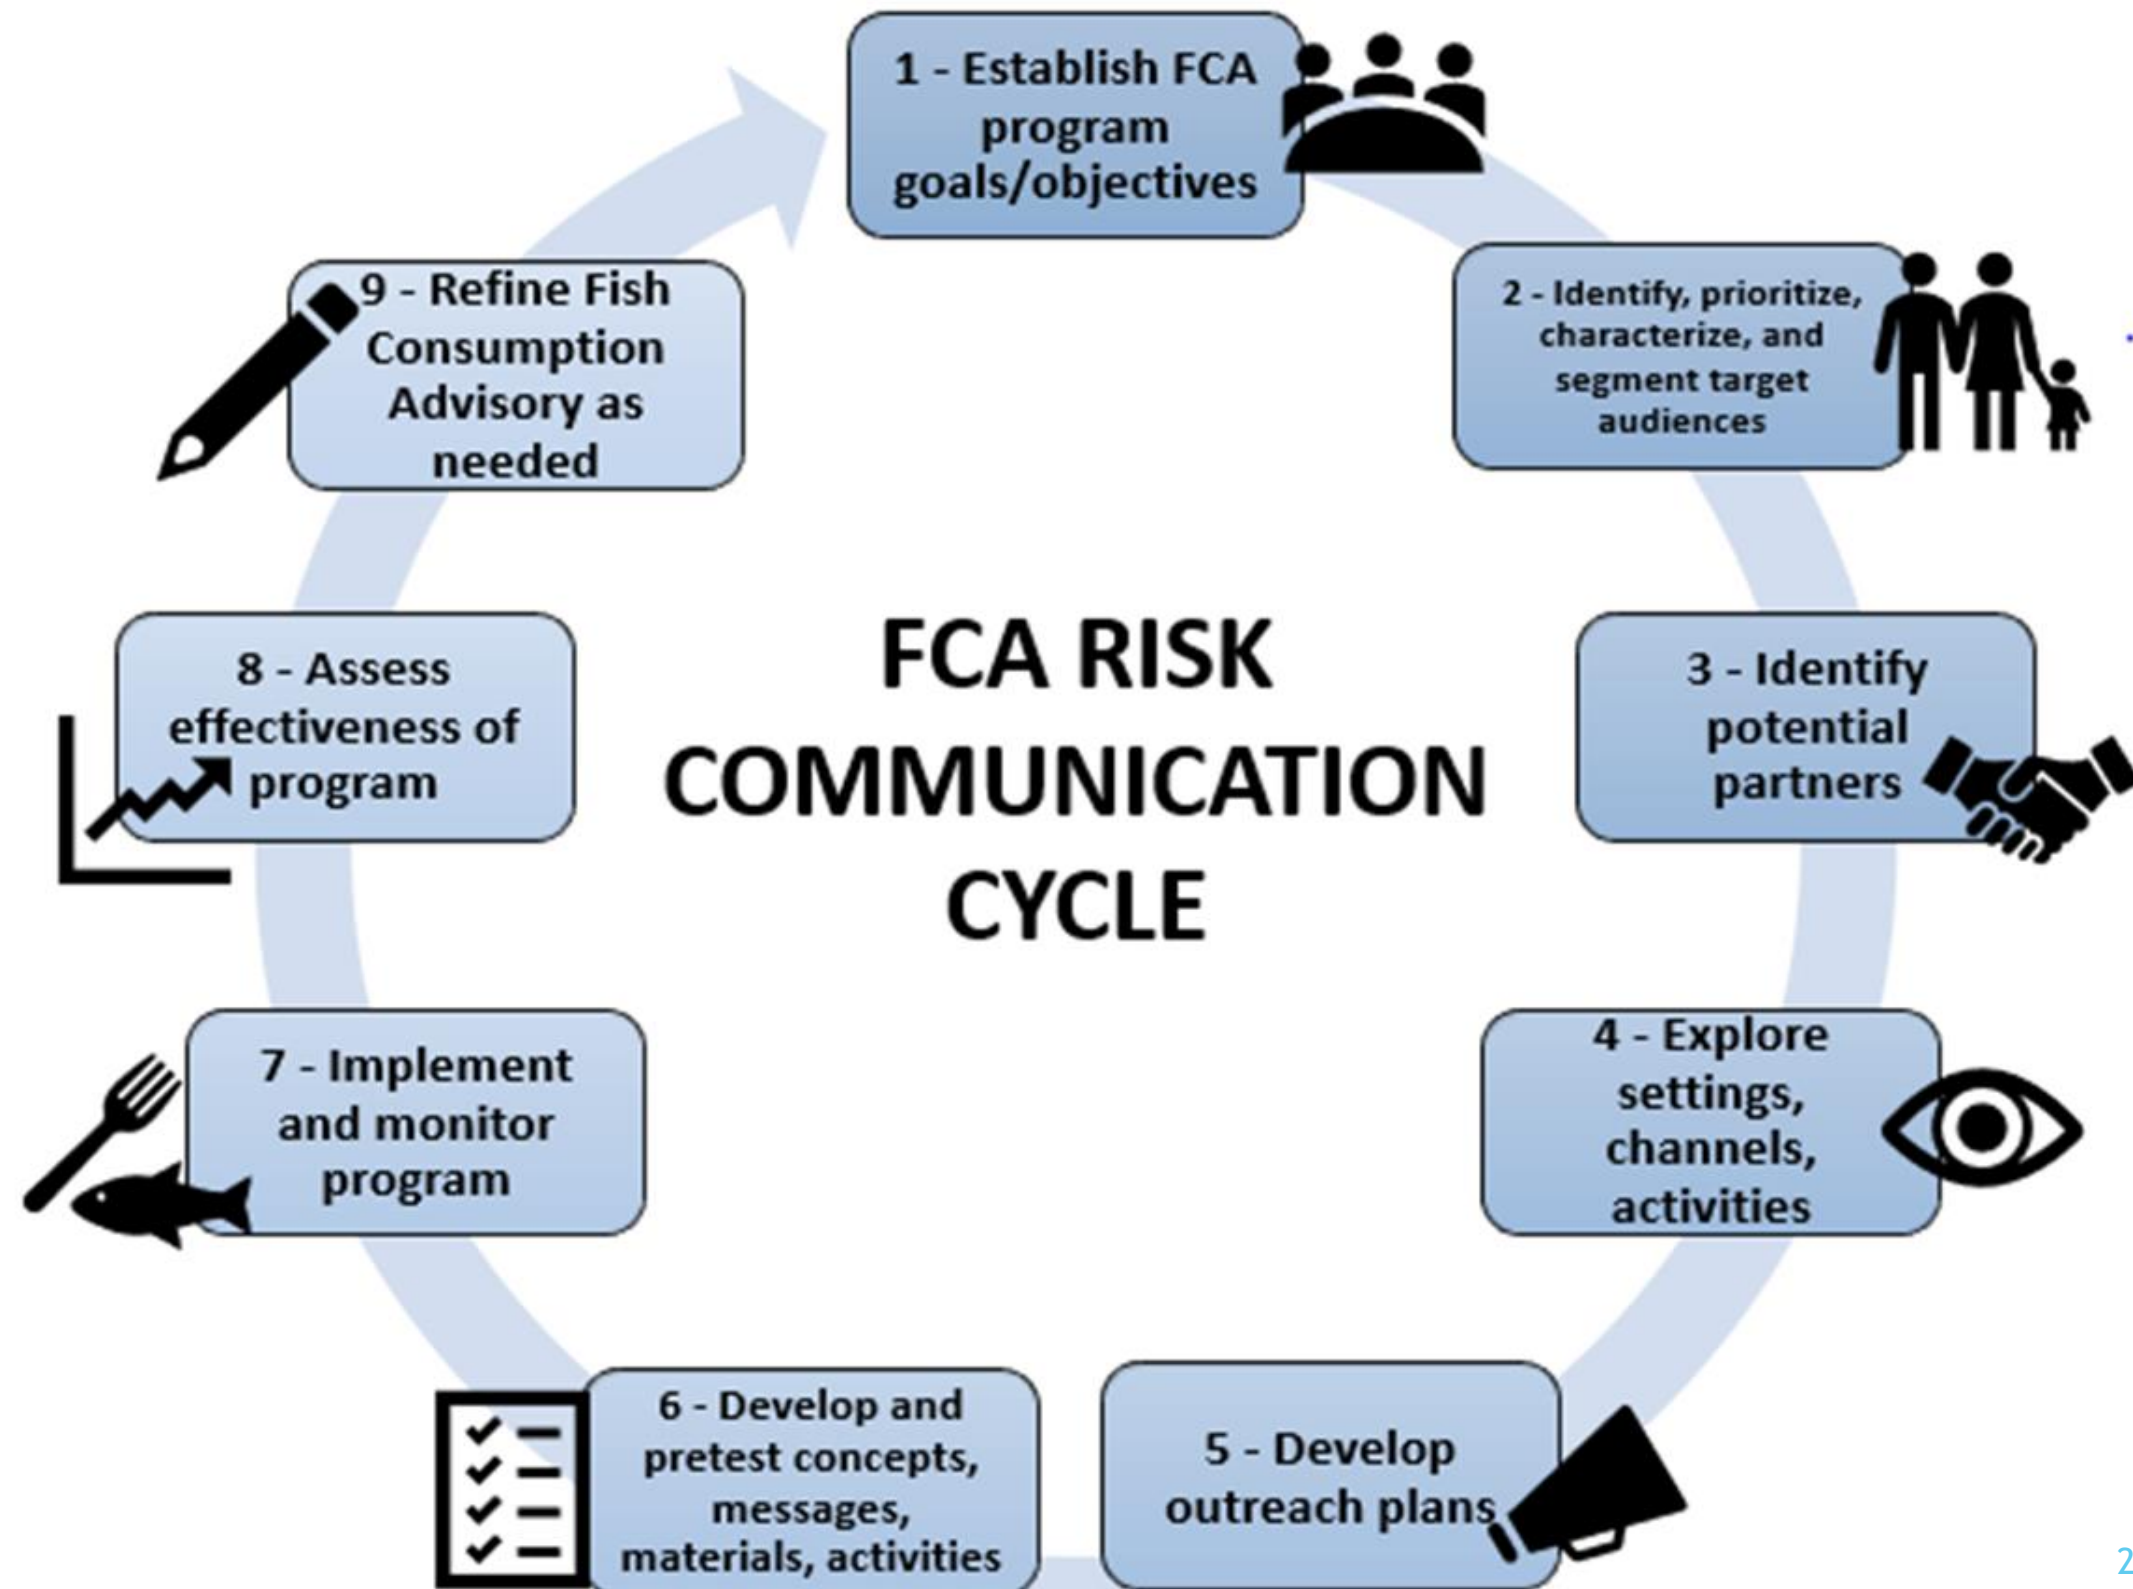 1 - Establish FCA
program
goals/objectives
2 - Identify, prioritize,
characterize, and
segment target
audiences
3 - Identify
potential
partners
4 - Explore
settings,
channels,
activities
5 - Develop
outreach plans
6 - Develop and
pretest concepts,
messages,
materials, activities
7 - Implement
and monitor
program
8 - Assess
effectiveness of
program
9 - Refine Fish
Consumption
Advisory as
needed
FCA RISK
COMMUNICATION
CYCLE
2